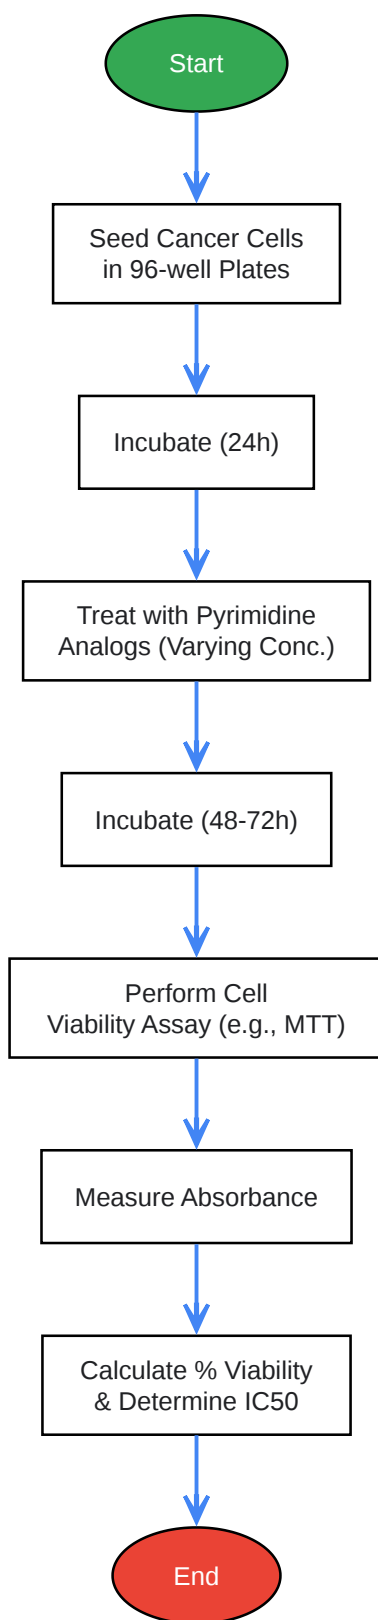 Start
Seed Cancer Cells
in 96-well Plates
Incubate (24h)
Treat with Pyrimidine
Analogs (Varying Conc.)
Incubate (48-72h)
Perform Cell
Viability Assay (e.g., MTT)
Measure Absorbance
Calculate % Viability
& Determine IC50
End